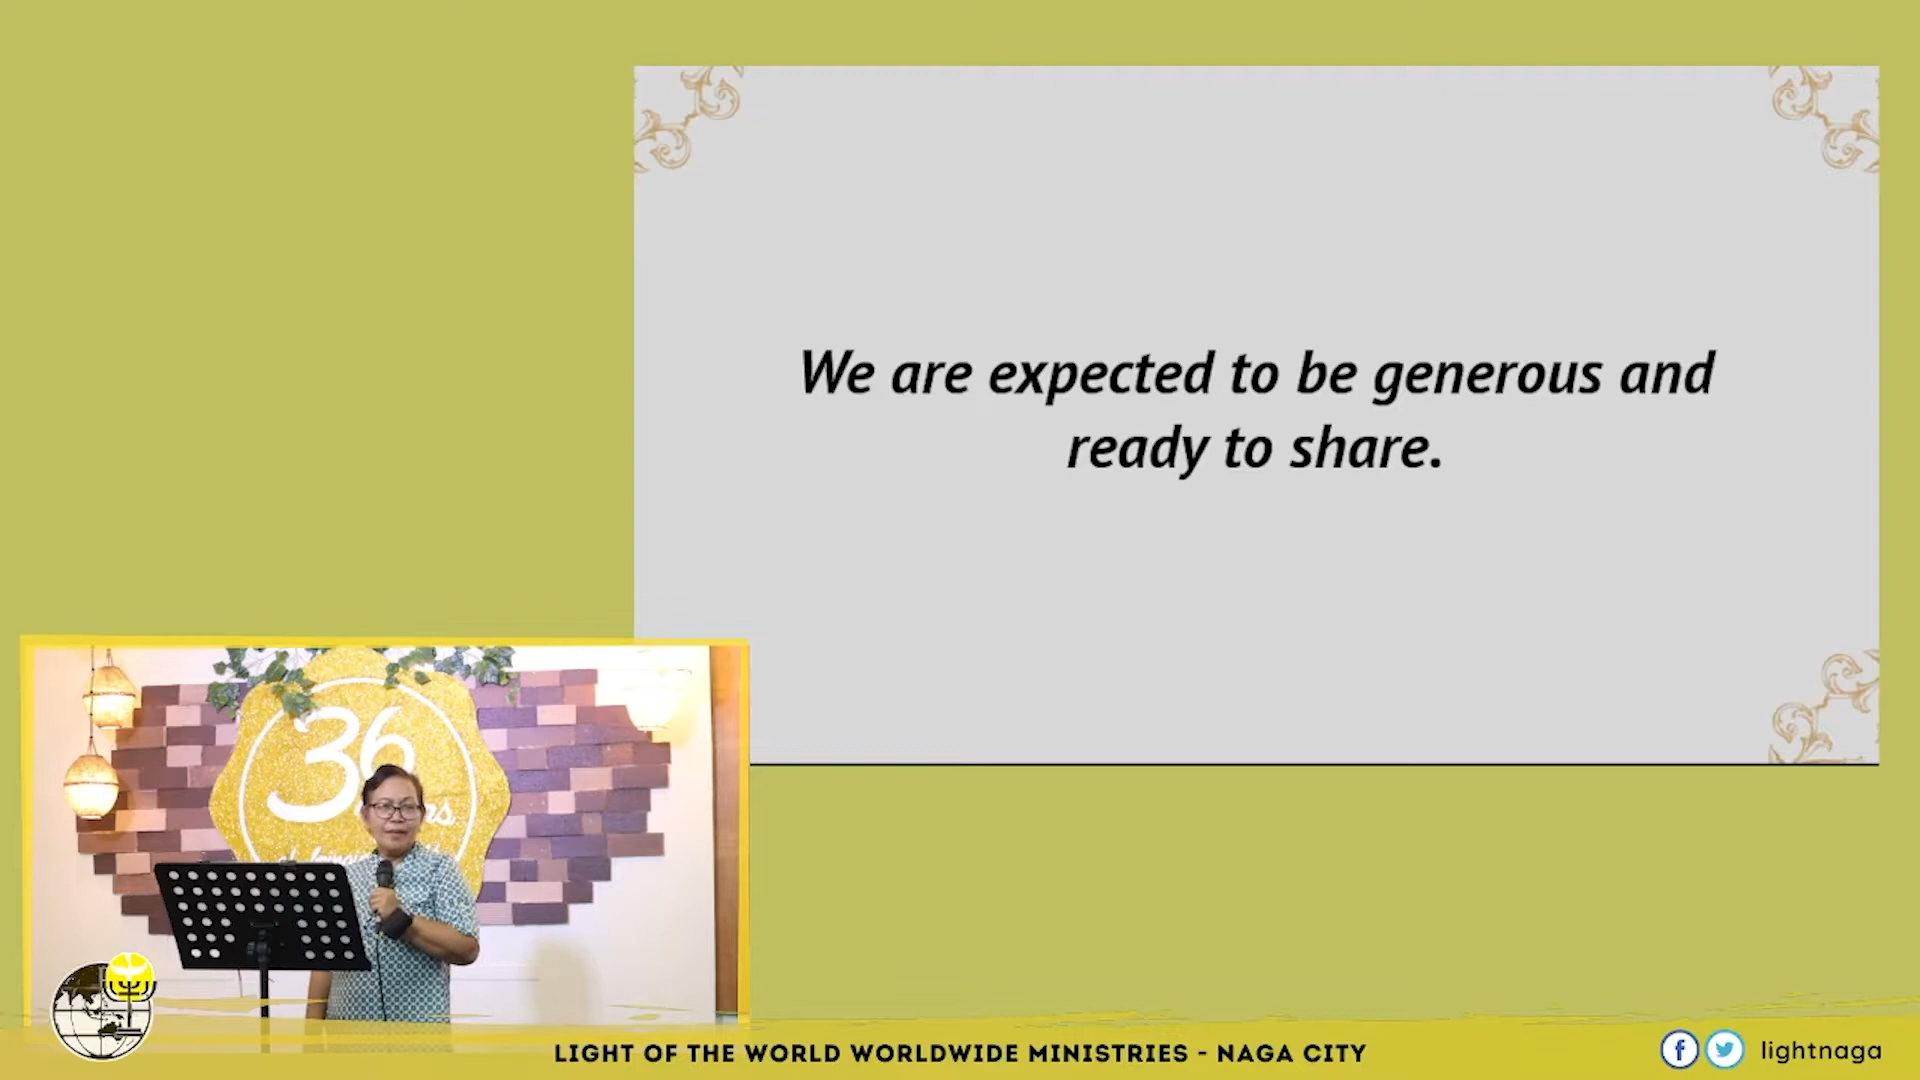 We are expected to be generous and
ready to share.
36
LIGHT OF THE WORLD WORLDWIDE MINISTRIES - NAGA CITY
lightnaga